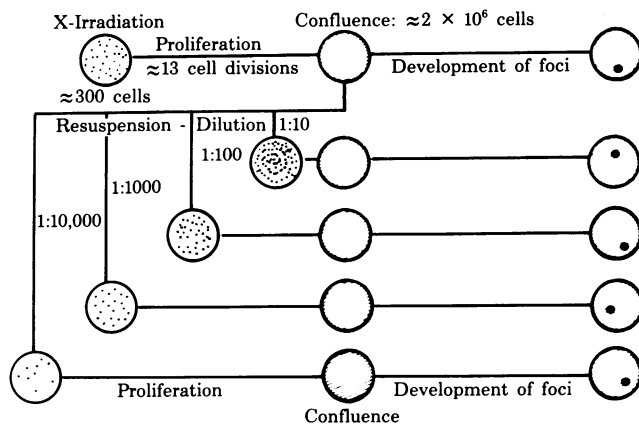 X-Irradiation
Confluence: ≈2 × 10⁶ cells
Proliferation
≈13 cell divisions
Development of foci
≈300 cells
Resuspension - Dilution 1:10
1:100
1:1000
1:10,000
Proliferation
Development of foci
Confluence